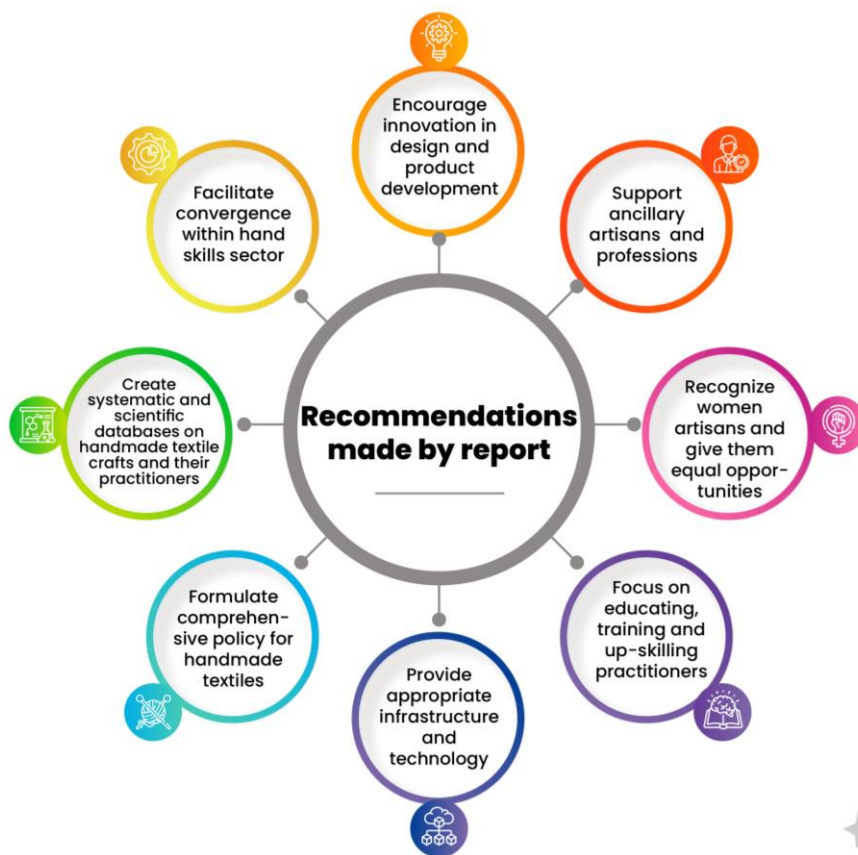 Recommendations
made by report
Encourage
innovation in
design and
product
development
Support
ancillary
artisans and
professions
Recognize
women
artisans and
give them
equal oppor-
tunities
Focus on
educating,
training and
up-skilling
practitioners
Provide
appropriate
infrastructure
and
technology
Formulate
comprehen-
sive policy for
handmade
textiles
Create
systematic and
scientific
databases on
handmade textile
crafts and their
practitioners
Facilitate
convergence
within hand
skills sector